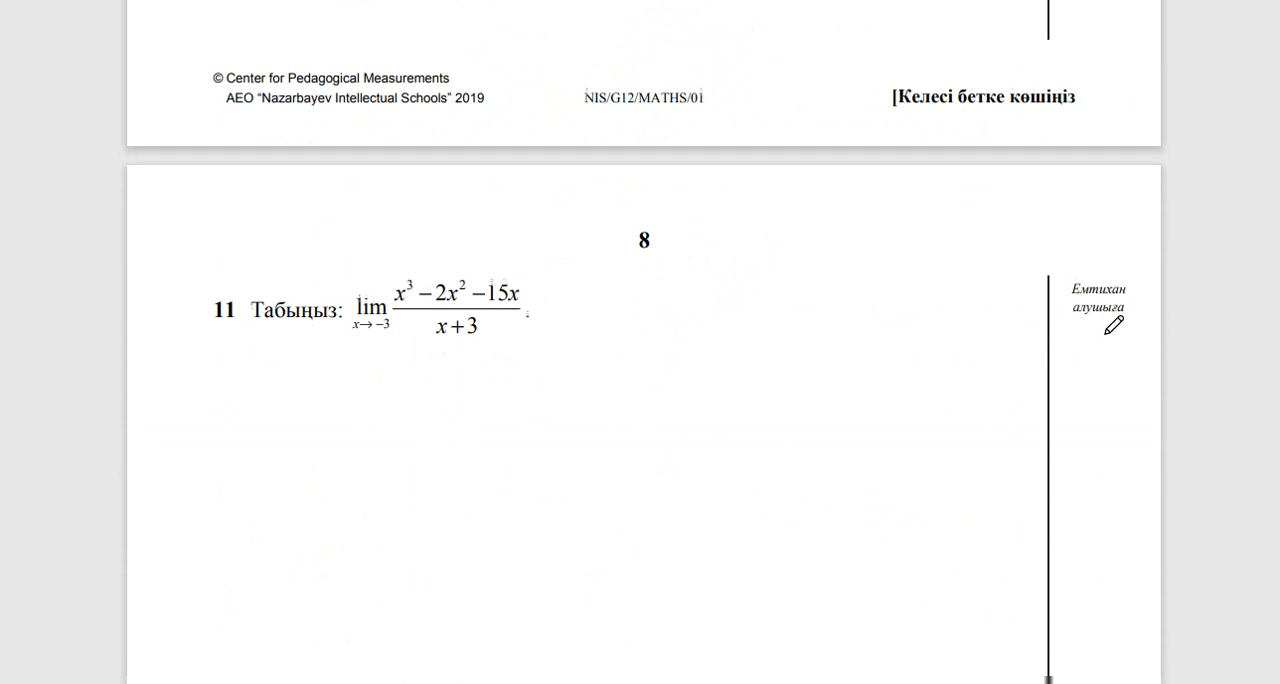 © Center for Pedagogical Measurements
AEO “Nazarbayev Intellectual Schools” 2019
NIS/G12/MATHS/01
[Келесі бетке көшіңіз
8
11 Табыңыз: lim x→−3 (x³ − 2x² − 15x)/(x+3).
Емтихан
алушыға